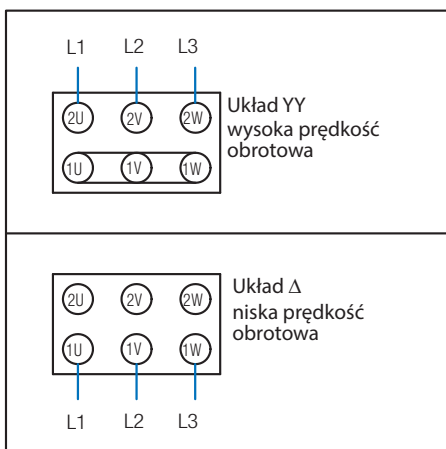 L1 L2 L3
2U 2V 2W
1U 1V 1W
Układ YY
wysoka prędkość
obrotowa
2U 2V 2W
1U 1V 1W
Układ Δ
niska prędkość
obrotowa
L1 L2 L3